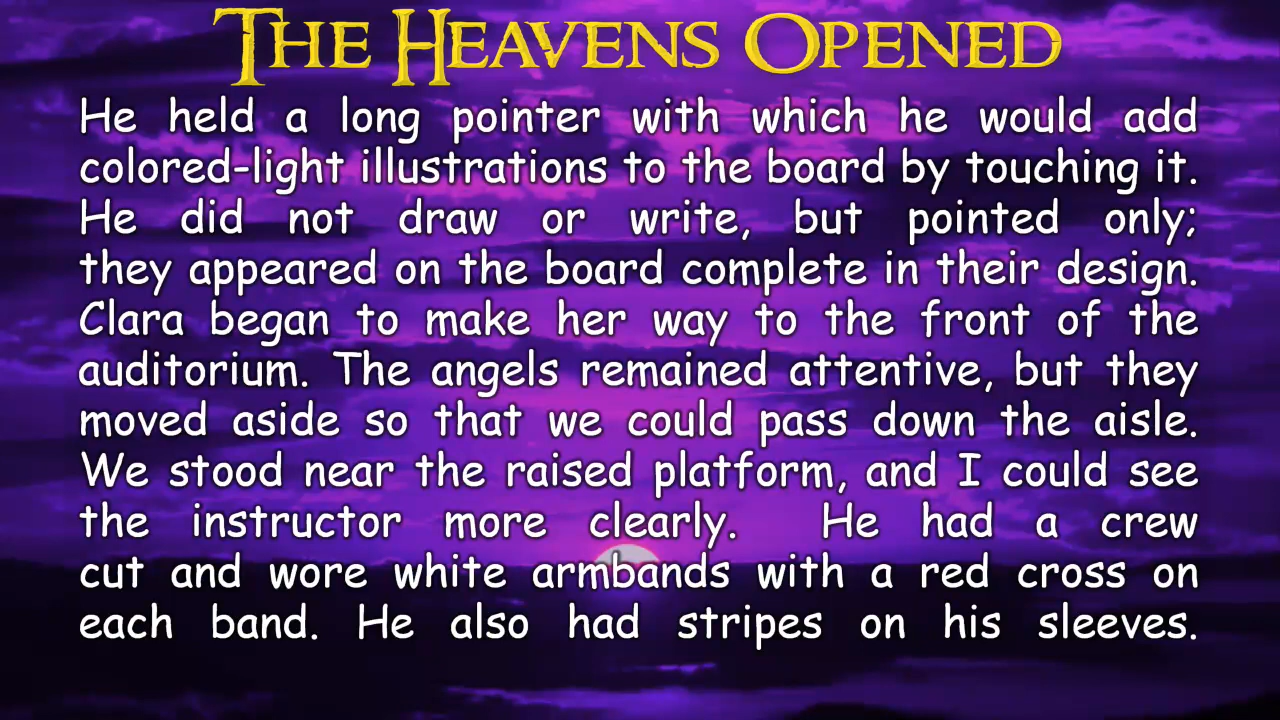 The Heavens Opened
He held a long pointer with which he would add
colored-light illustrations to the board by touching it.
He did not draw or write, but pointed only;
they appeared on the board complete in their design.
Clara began to make her way to the front of the
auditorium. The angels remained attentive, but they
moved aside so that we could pass down the aisle.
We stood near the raised platform, and I could see
the instructor more clearly. He had a crew
cut and wore white armbands with a red cross on
each band. He also had stripes on his sleeves.